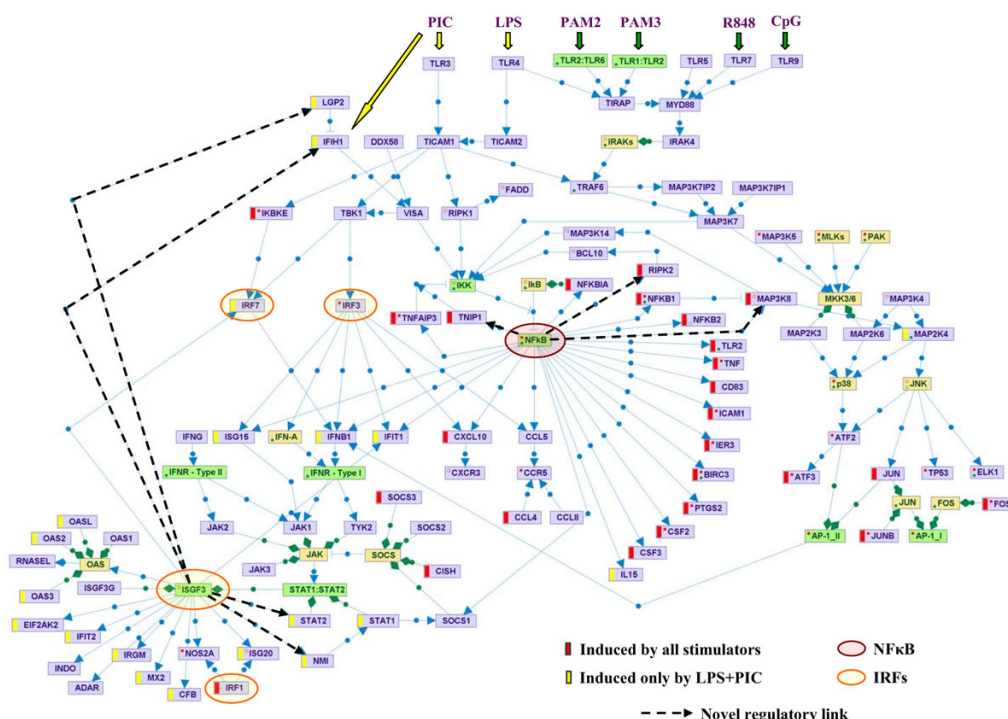 PIC LPS PAM2 PAM3 R848 CpG
TLR3 TLR4 TLR2:TLR6 TLR1:TLR2 TLR5 TLR7 TLR9
LGP2 TIRAP MYD88
IFIH1 DDX58 TICAM1 TICAM2 IRAKs IRAK4
FADD TRAF6 MAP3K7IP2 MAP3K7IP1
IKBKE TBK1 VISA RIPK1 MAP3K7
MAP3K14 MAP3K5 MLKs PAK
BCL10 RIPK2
IKK IkB NFKBIA
IRF7 IRF3 NFKB1 MAP3K8 MKK3/6 MAP3K4
TNFAIP3 TNIP1 NFKB2
NFkB MAP2K3 MAP2K6 MAP2K4
TLR2
TNF
CD83 p38 JNK
ICAM1
IFNG ISG15 IFN-A IFNB1 IFIT1 CXCL10 CCL5 IER3 ATF2
IFNR - Type II IFNR - Type I CXCR3 CCR5 BIRC3 ATF3 JUN TP53 ELK1
SOCS3 PTGS2 JUN FOS FOS
OASL JAK2 JAK1 TYK2 SOCS2 CCL4 CCL8 CSF2 AP-1_II JUNB AP-1_I
OAS2 OAS1
RNASEL OAS JAK SOCS CSF3
JAK3 CISH IL15
OAS3 ISGF3G ISGF3 STAT1:STAT2
EIF2AK2 STAT2 STAT1 SOCS1
IFIT2
INDO IRGM NOS2A ISG20 NMI
ADAR MX2 CFB IRF1
Induced by all stimulators NFκB
Induced only by LPS+PIC IRFs
Novel regulatory link